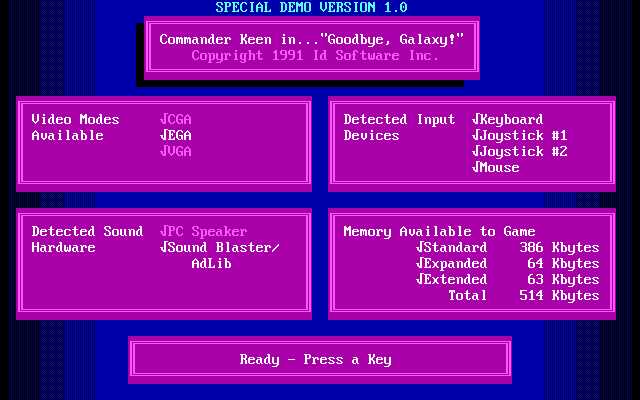 SPECIAL DEMO VERSION 1.0
Commander Keen in..."Goodbye, Galaxy!"
Copyright 1991 Id Software Inc.
Video Modes √CGA
Available √EGA
√VGA
Detected Input √Keyboard
Devices √Joystick #1
√Joystick #2
√Mouse
Detected Sound √PC Speaker
Hardware √Sound Blaster/
AdLib
Memory Available to Game
√Standard 386 Kbytes
√Expanded 64 Kbytes
√Extended 63 Kbytes
Total 514 Kbytes
Ready - Press a Key